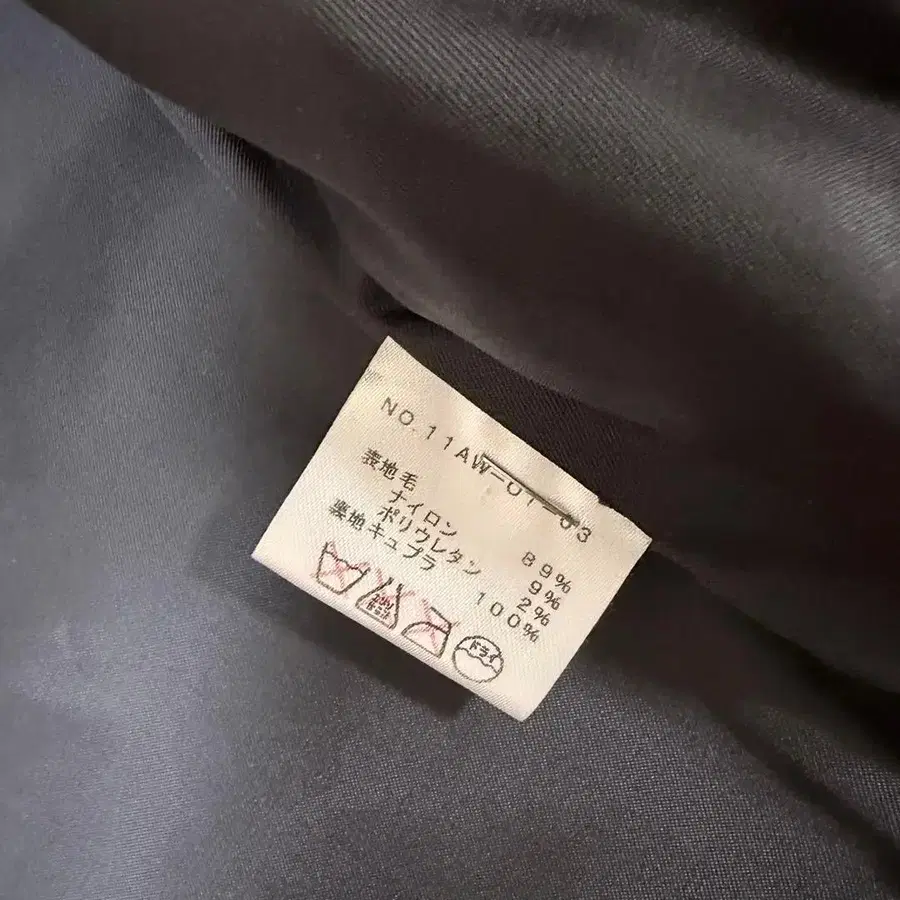 NO.11AW-01-03
表地毛 89%
ナイロン 9%
ポリウレタン 2%
裏地キュプラ 100%
ドライ